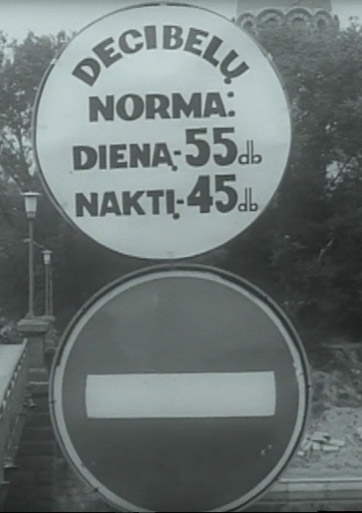 DECIBELŲ
NORMA:
DIENĄ-55db
NAKTĮ-45db